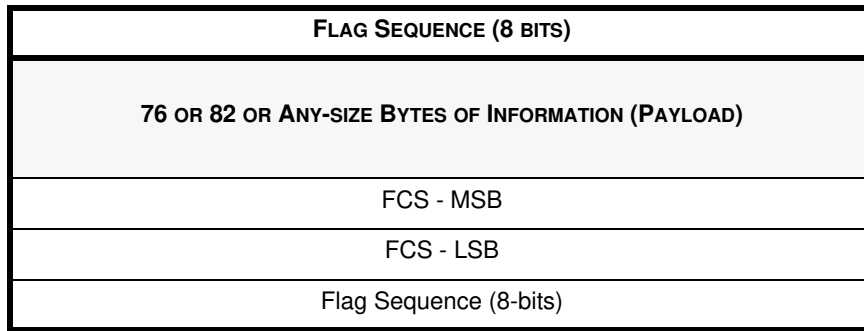 FLAG SEQUENCE (8 BITS)
76 OR 82 OR ANY-SIZE BYTES OF INFORMATION (PAYLOAD)
FCS - MSB
FCS - LSB
Flag Sequence (8-bits)